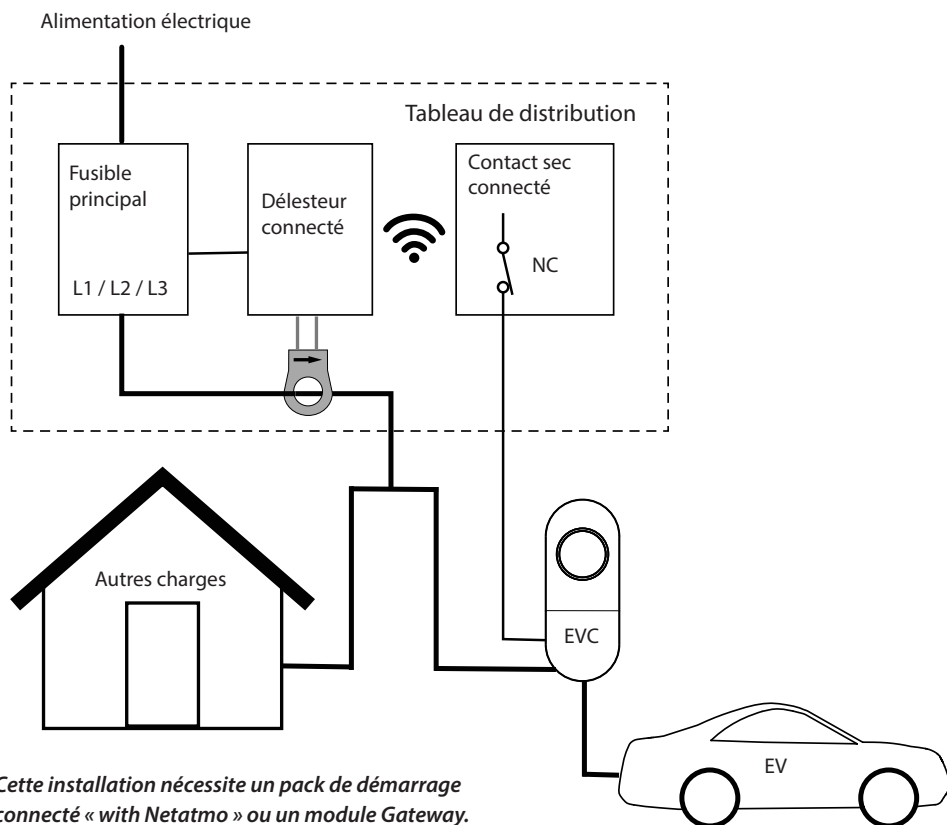 Alimentation électrique
Tableau de distribution
Fusible
principal
L1 / L2 / L3
Délesteur
connecté
Contact sec
connecté
NC
Autres charges
EVC
EV
Cette installation nécessite un pack de démarrage
connecté « with Netatmo » ou un module Gateway.